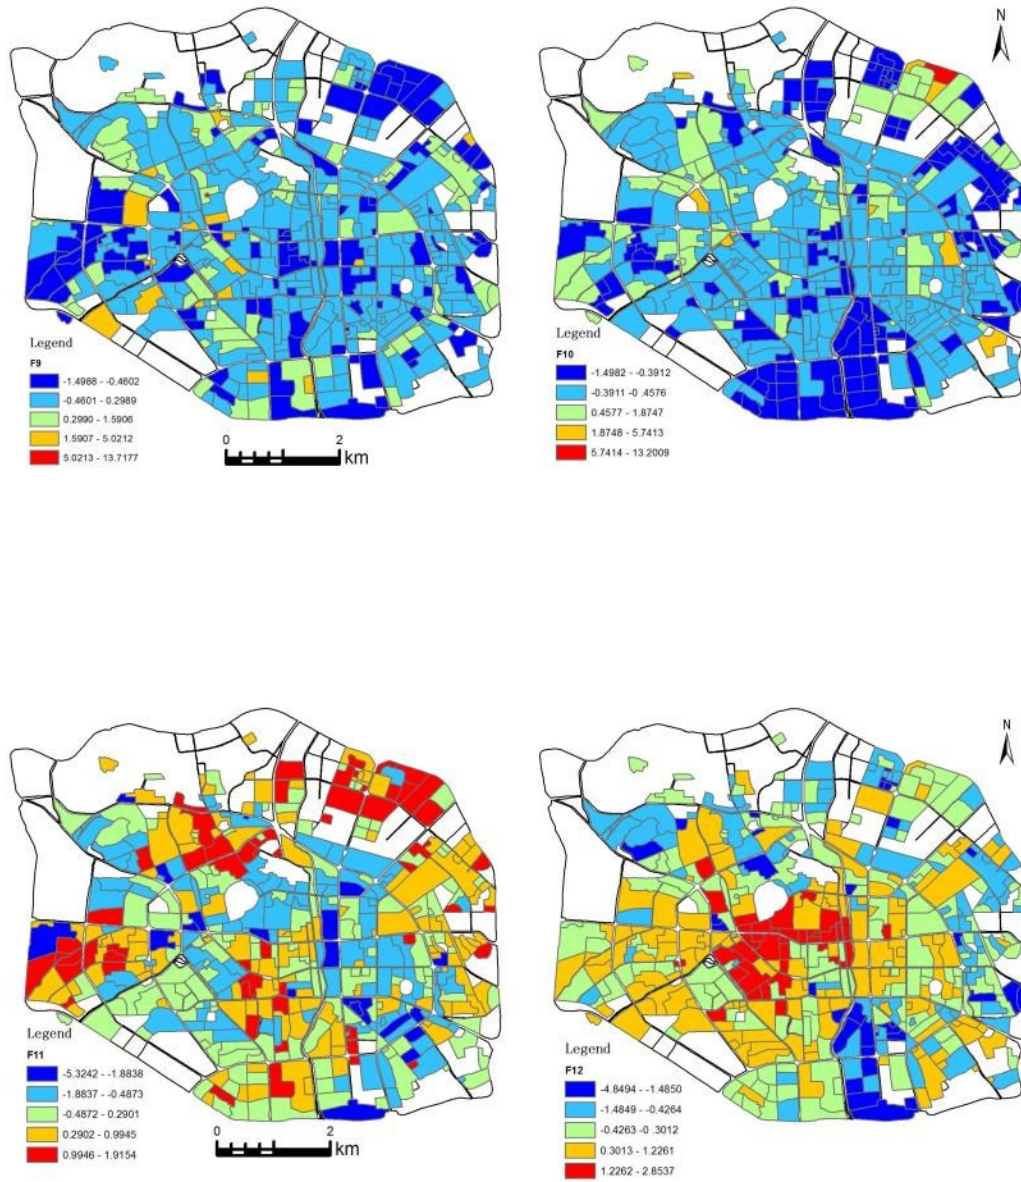 N
Legend
F9
-1.4988 - -0.4602
-0.4601 - 0.2989
0.2990 - 1.5906
1.5907 - 5.0212
5.0213 - 13.7177
0 2
km
Legend
F10
-1.4982 - -0.3912
-0.3911 -0 .4576
0.4577 - 1.8747
1.8748 - 5.7413
5.7414 - 13.2009
N
Legend
F11
-5.3242 - -1.8838
-1.8837 - -0.4873
-0.4872 - 0.2901
0.2902 - 0.9945
0.9946 - 1.9154
0 2
km
Legend
F12
-4.8494 - -1.4850
-1.4849 - -0.4264
-0.4263 -0 .3012
0.3013 - 1.2261
1.2262 - 2.8537